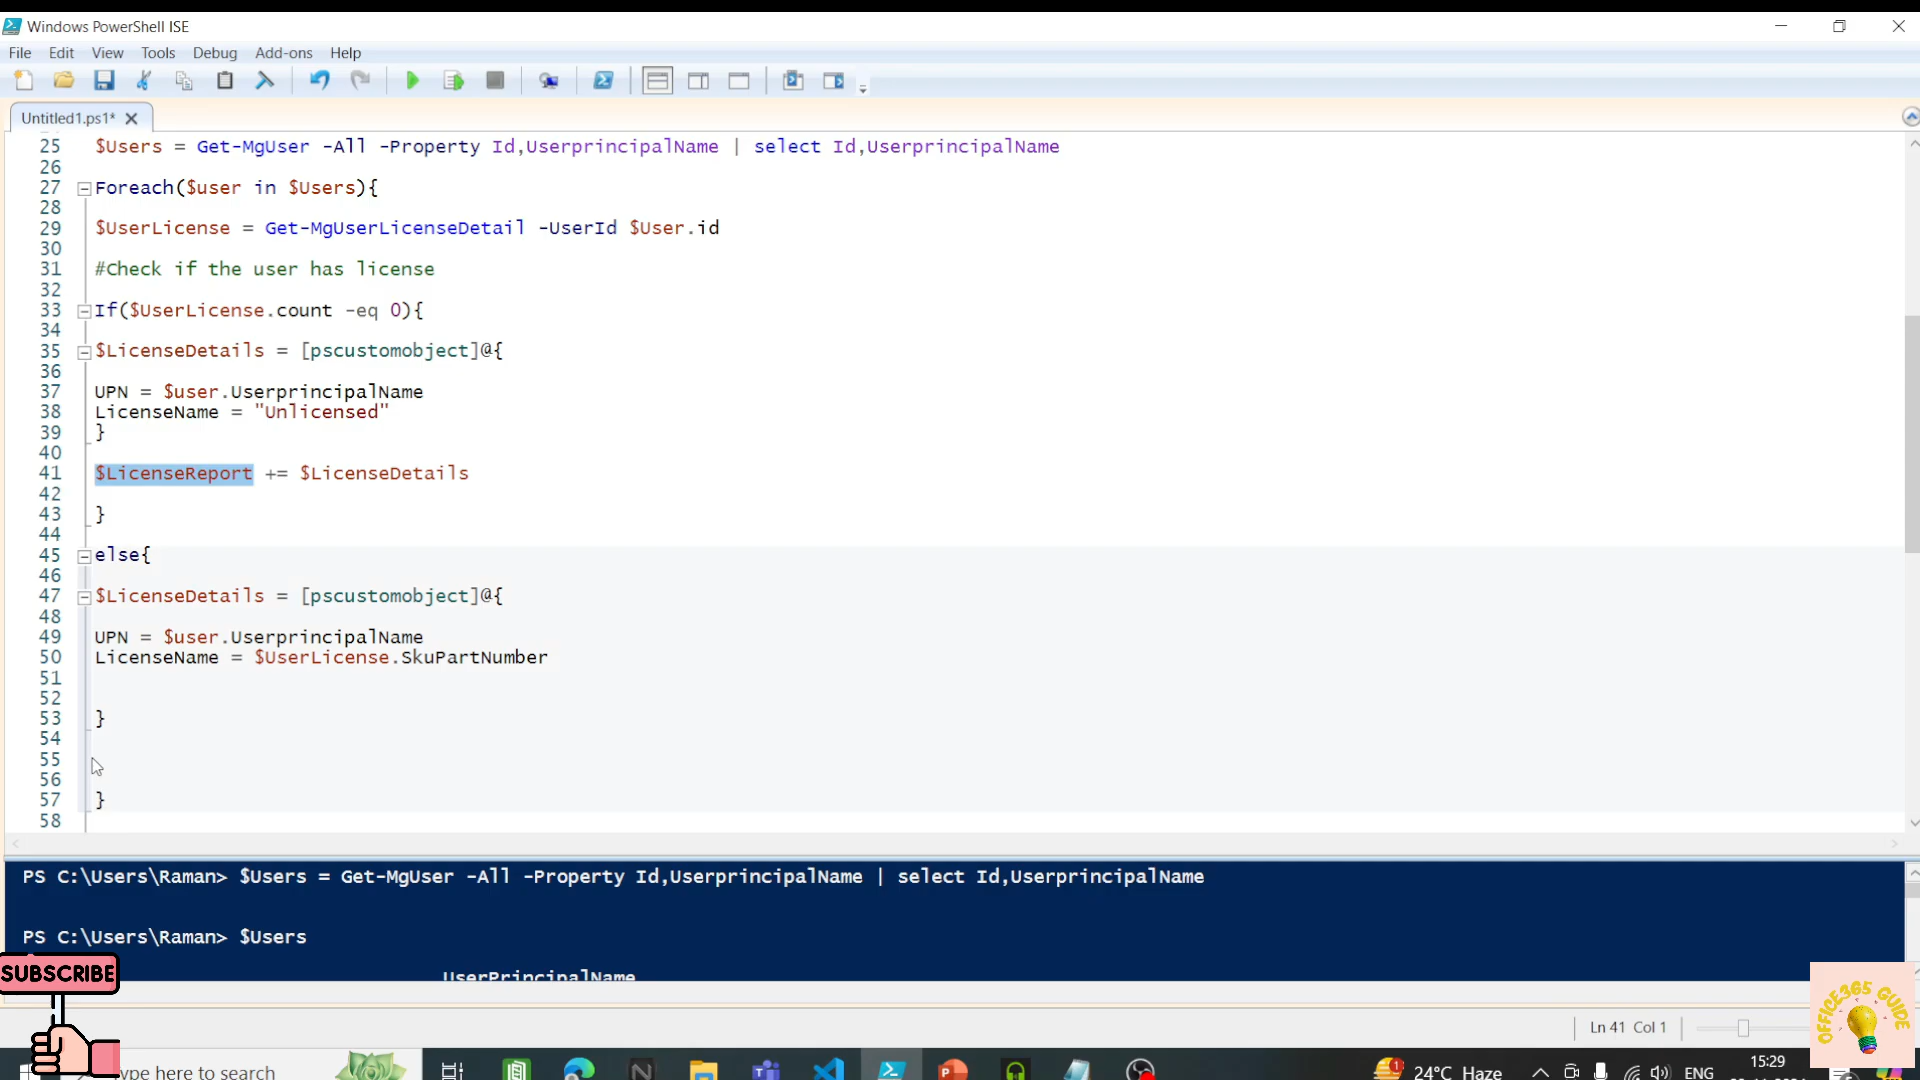 Windows PowerShell ISE
File Edit View Tools Debug Add-ons Help
Untitled1.ps1*
25 $Users = Get-MgUser -All -Property Id,UserprincipalName | select Id,UserprincipalName
26
27 Foreach($user in $Users){
28
29 $UserLicense = Get-MgUserLicenseDetail -UserId $User.id
30
31 #Check if the user has license
32
33 If($UserLicense.count -eq 0){
34
35 $LicenseDetails = [pscustomobject]@{
36
37 UPN = $user.UserprincipalName
38 LicenseName = "Unlicensed"
39 }
40
41 $LicenseReport += $LicenseDetails
42
43 }
44
45 else{
46
47 $LicenseDetails = [pscustomobject]@{
48
49 UPN = $user.UserprincipalName
50 LicenseName = $UserLicense.SkuPartNumber
51
52
53 }
54
55
56
57 }
58
PS C:\Users\Raman> $Users = Get-MgUser -All -Property Id,UserprincipalName | select Id,UserprincipalName
PS C:\Users\Raman> $Users
UserPrincipalName
SUBSCRIBE
OFFICE365 GUIDE
Ln 41 Col 1
ype here to search
24°C Haze
ENG
15:29